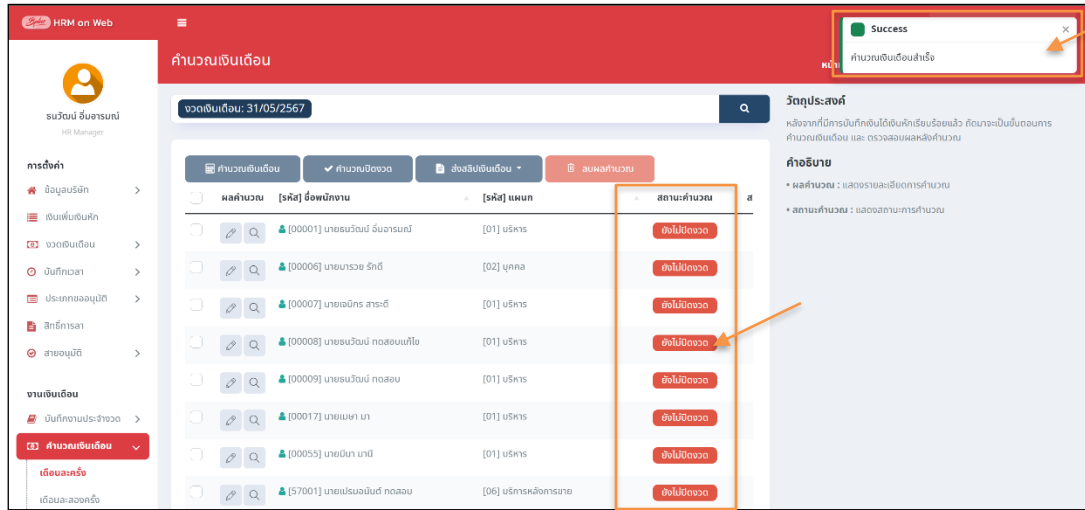 Byte HRM on Web
คำนวณเงินเดือน
Success
คำนวณเงินเดือนสำเร็จ
ธนวัฒน์ อิ่มอารมณ์
HR Manager
การตั้งค่า
ข้อมูลบริษัท
เงินเพิ่มเงินหัก
งวดเงินเดือน
บันทึกเวลา
ประเภทขออนุมัติ
สิทธิ์การลา
สายอนุมัติ
งานเงินเดือน
บันทึกงานประจำงวด
คำนวณเงินเดือน
เดือนละครั้ง
เดือนละสองครั้ง
งวดเงินเดือน: 31/05/2567
คำนวณเงินเดือน คำนวณปิดงวด ส่งสลิปเงินเดือน ลบผลคำนวณ
ผลคำนวณ [รหัส] ชื่อพนักงาน [รหัส] แผนก สถานะคำนวณ ส
[00001] นายธนวัฒน์ อิ่มอารมณ์ [01] บริหาร ยังไม่ปิดงวด
[00006] นายมารวย รักดี [02] บุคคล ยังไม่ปิดงวด
[00007] นายเจมิกร สาระดี [01] บริหาร ยังไม่ปิดงวด
[00008] นายธนวัฒน์ ทดสอบแก้ไข [01] บริหาร ยังไม่ปิดงวด
[00009] นายธนวัฒน์ ทดสอบ [01] บริหาร ยังไม่ปิดงวด
[00017] นายเมษา มา [01] บริหาร ยังไม่ปิดงวด
[00055] นายมีนา มานี [01] บริหาร ยังไม่ปิดงวด
[57001] นายเปรมอนันต์ ทดสอบ [06] บริการหลังการขาย ยังไม่ปิดงวด
วัตถุประสงค์
หลังจากที่มีการบันทึกเงินได้เงินหักเรียบร้อยแล้ว ถัดมาจะเป็นขั้นตอนการ
คำนวณเงินเดือน และ ตรวจสอบผลหลังคำนวณ
คำอธิบาย
• ผลคำนวณ : แสดงรายละเอียดการคำนวณ
• สถานะคำนวณ : แสดงสถานะการคำนวณ